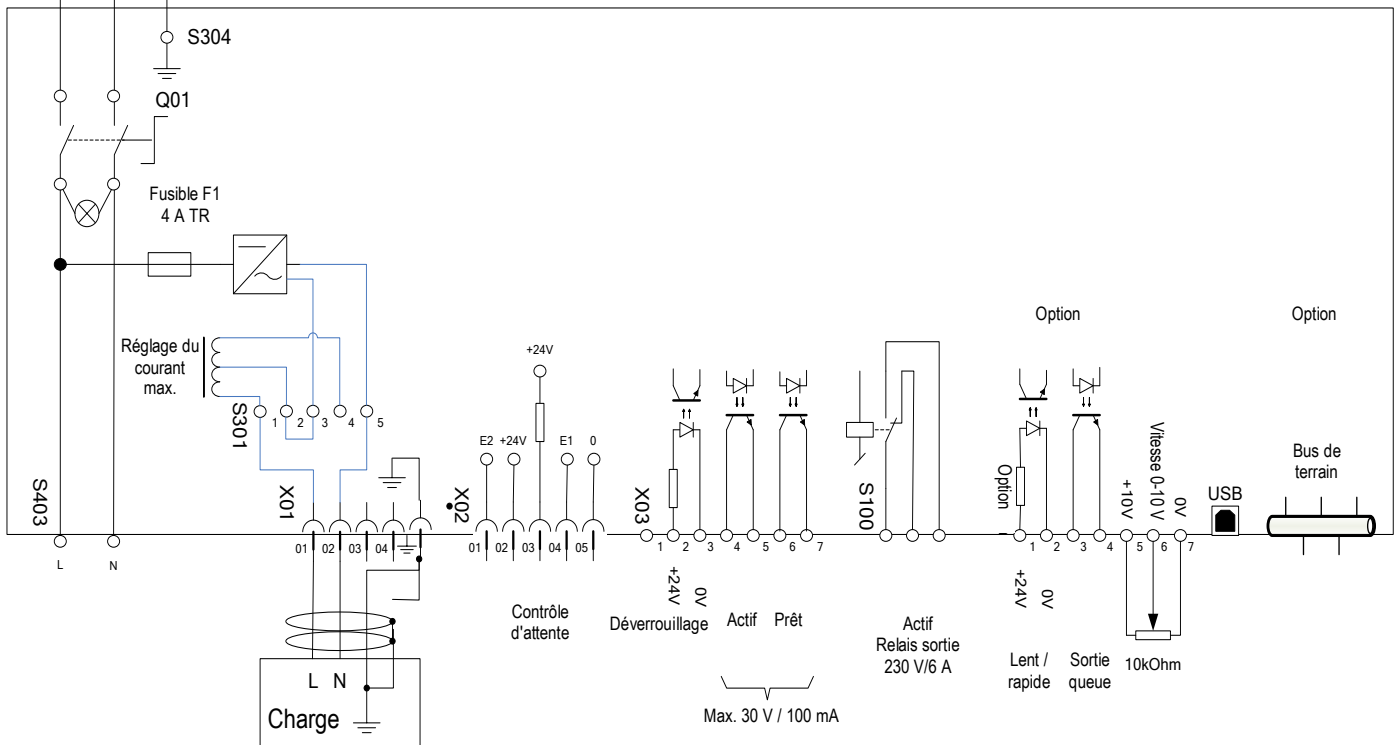 S304
Q01
Fusible F1
4 A TR
Option
Option
Réglage du
courant
max.
+24V
S301
1
2
3
4
5
E2
+24V
E1
0
Vitesse 0-10 V
+10V
0V
Option
Bus de
terrain
USB
S403
X01
X02
X03
S100
L
N
01
02
03
04
01
02
03
04
05
1
2
3
4
5
6
7
1
2
3
4
5
6
7
+24V
0V
+24V
0V
Contrôle
d'attente
Déverrouillage
Actif
Prêt
Actif
Relais sortie
230 V/6 A
Lent /
rapide
Sortie
queue
10kOhm
L N
Charge
Max. 30 V / 100 mA